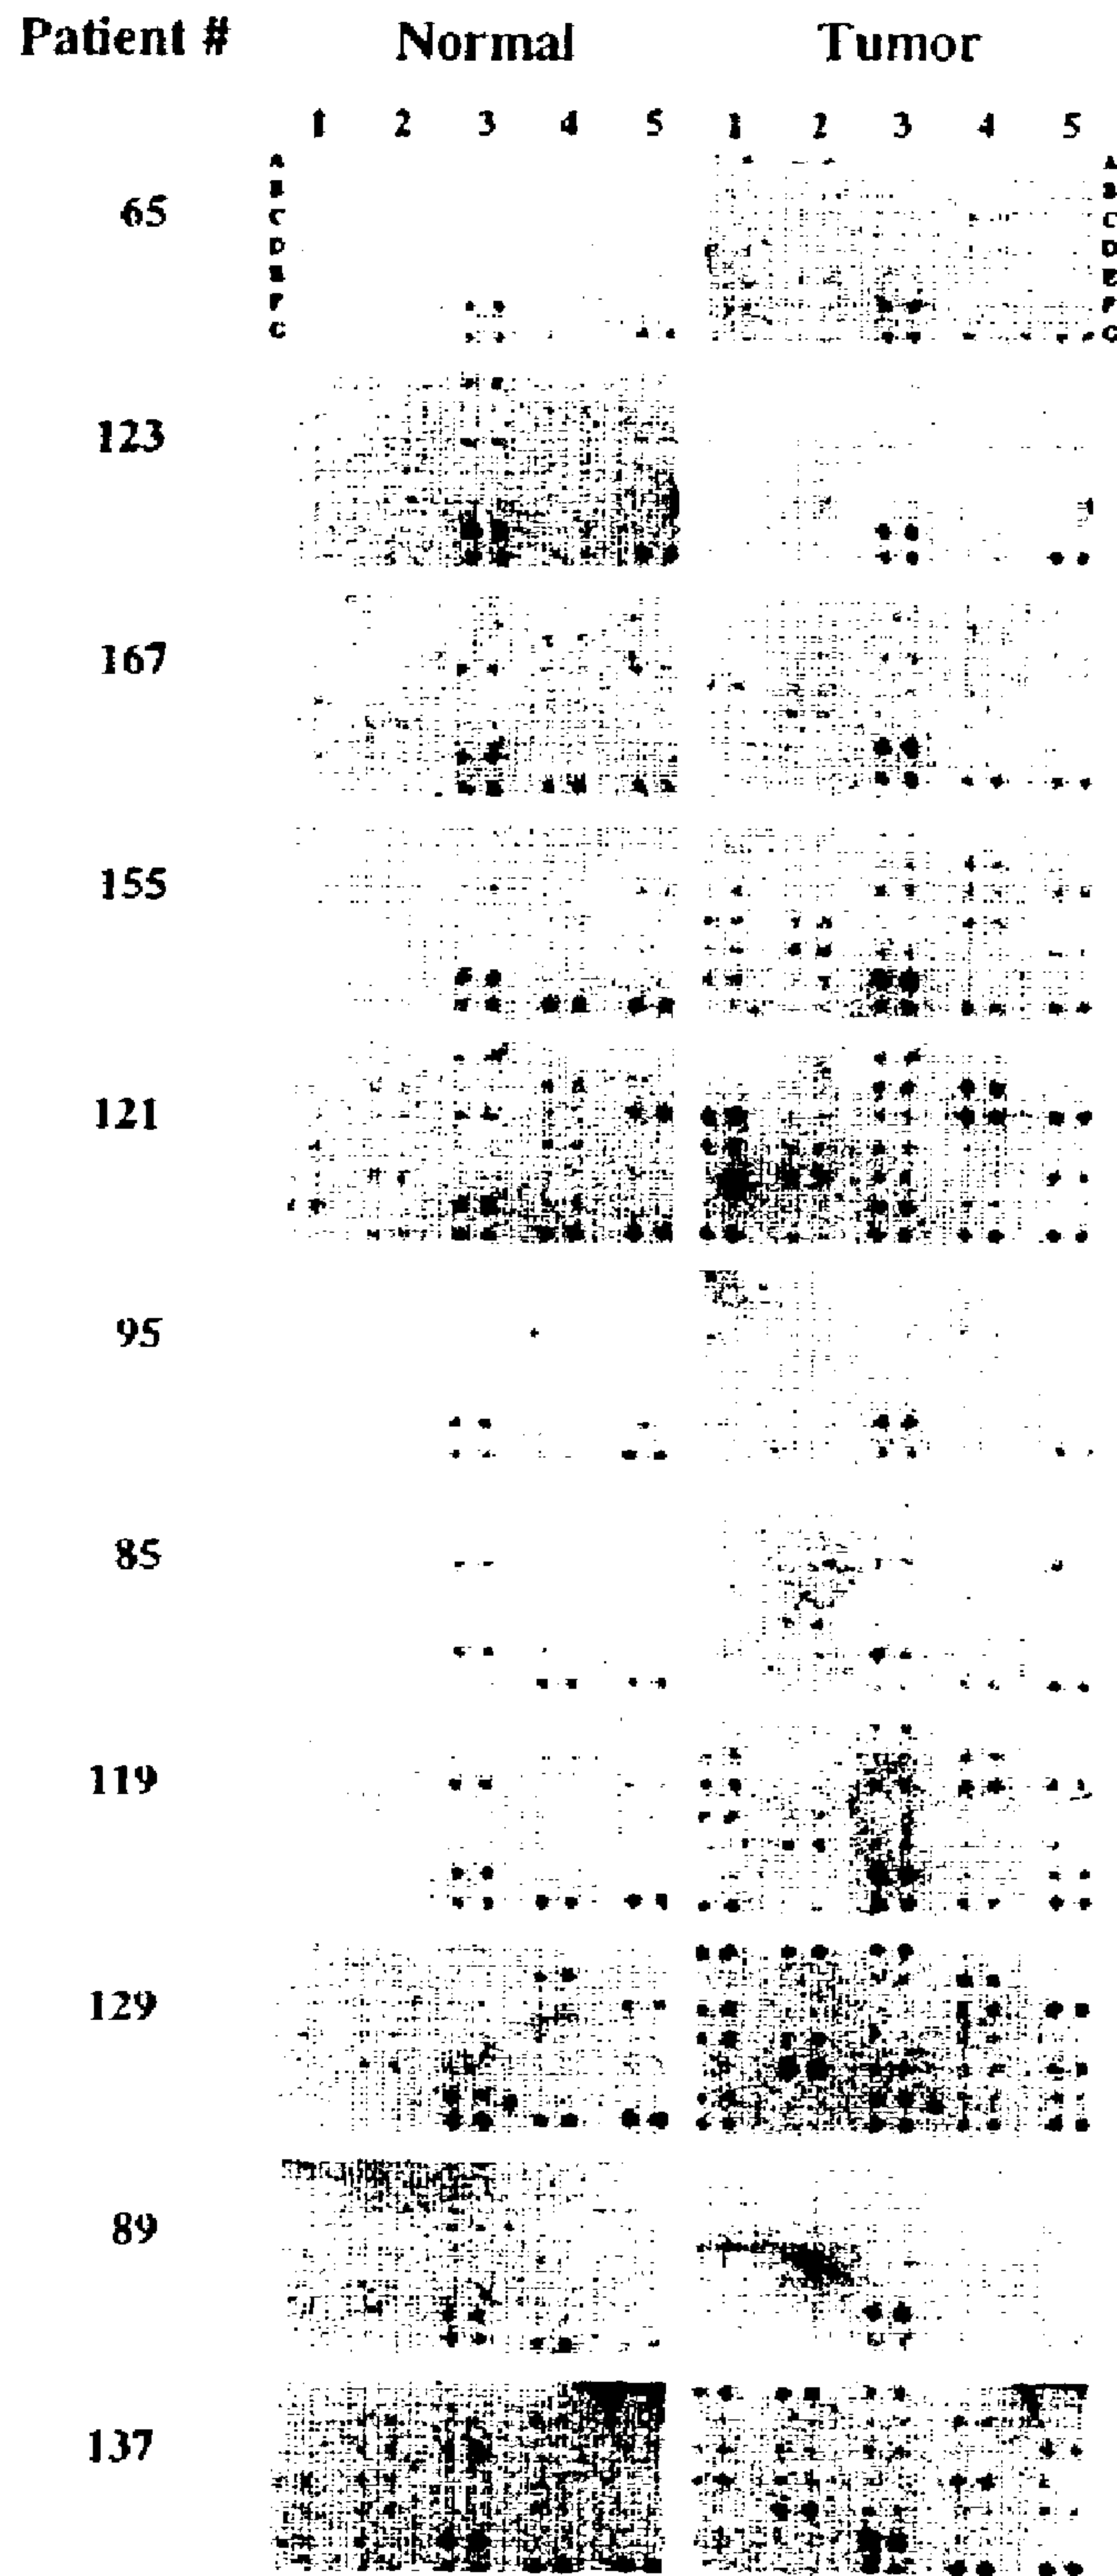 Patient # Normal Tumor
1 2 3 4 5 1 2 3 4 5
A A
B B
65 C C
D D
E E
F F
G G
123
167
155
121
95
85
119
129
89
137